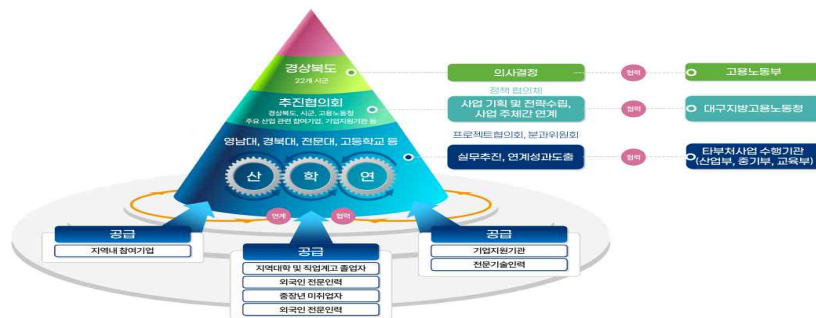 경상북도
22개 시군
의사결정
협력
고용노동부
정책 협의체
추진협의회
경상북도, 시군, 고용노동청
주요 산업 관련 참여기업, 기업지원기관 등
사업 기획 및 전략수립,
사업 주체간 연계
협력
대구지방고용노동청
프로젝트협의회, 분과위원회
영남대, 경북대, 전문대, 고등학교 등
실무추진, 연계성과도출
협력
타부처사업 수행기관
(산업부, 중기부, 교육부)
산
학
연
연계
협력
공급
지역내 참여기업
공급
지역대학 및 직업계고 졸업자
외국인 전문인력
중장년 미취업자
외국인 전문인력
공급
기업지원기관
전문기술인력